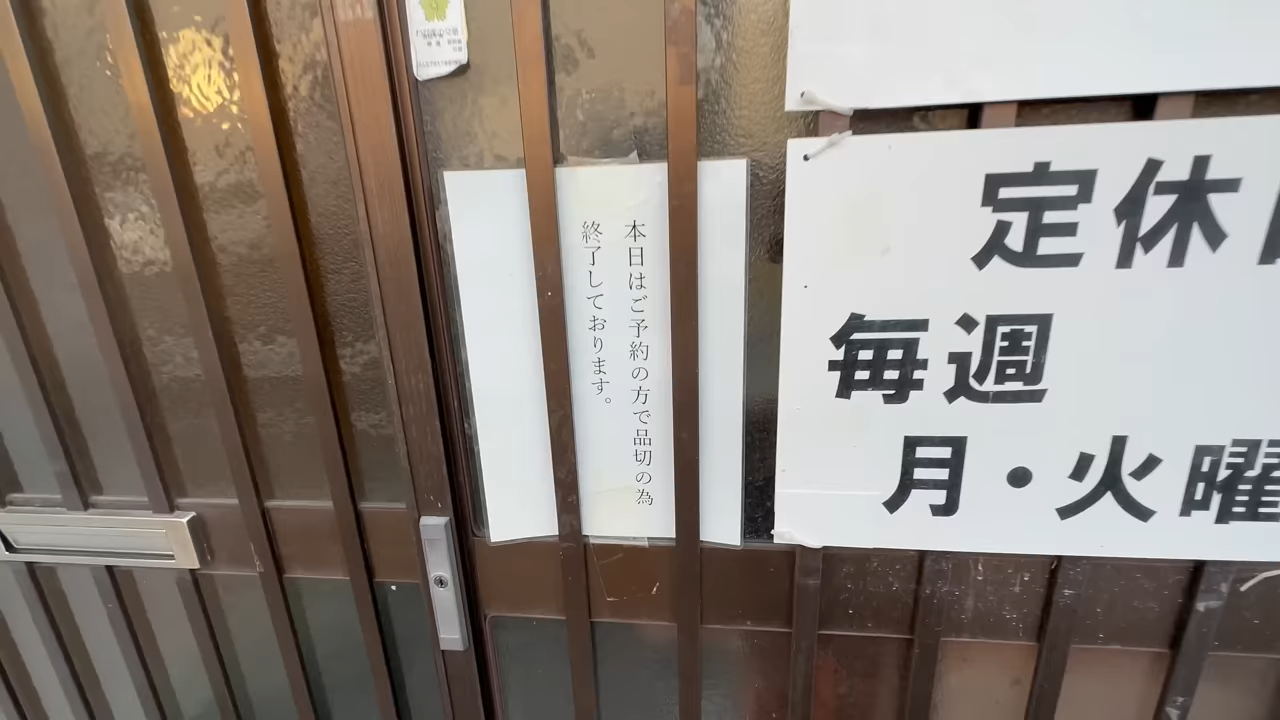 本日はご予約の方で品切の為
終了しております。
定休
毎週
月・火曜